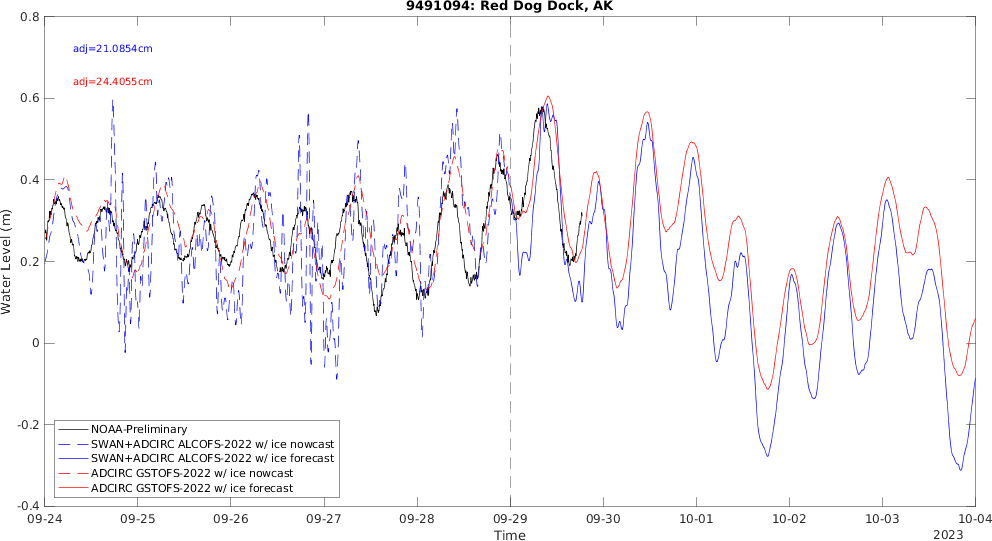 9491094: Red Dog Dock, AK
adj=21.0854cm
adj=24.4055cm
Water Level (m)
0.8
0.6
0.4
0.2
0
-0.2
-0.4
NOAA-Preliminary
SWAN+ADCIRC ALCOFS-2022 w/ ice nowcast
SWAN+ADCIRC ALCOFS-2022 w/ ice forecast
ADCIRC GSTOFS-2022 w/ ice nowcast
ADCIRC GSTOFS-2022 w/ ice forecast
09-24 09-25 09-26 09-27 09-28 09-29 09-30 10-01 10-02 10-03 10-04
Time
2023